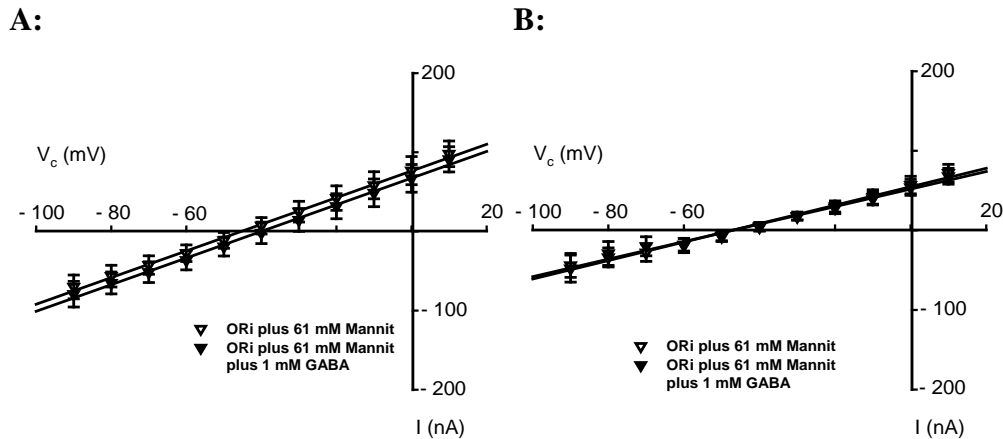 A:
200
V_c (mV)
- 100
- 60
20
- 100
ORi plus 61 mM Mannit
ORi plus 61 mM Mannit
plus 1 mM GABA
- 200
I (nA)
B:
200
V_c (mV)
- 100
- 80
- 60
20
- 100
ORi plus 61 mM Mannit
ORi plus 61 mM Mannit
plus 1 mM GABA
- 200
I (nA)